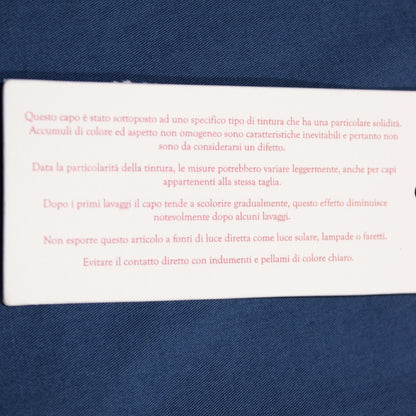 Questo capo è stato sottoposto ad uno specifico tipo di tintura che ha una particolare solidità.
Accumuli di colore ed aspetto non omogeneo sono caratteristiche inevitabili e pertanto non
sono da considerarsi un difetto.
Data la particolarità della tintura, le misure potrebbero variare leggermente, anche per capi
appartenenti alla stessa taglia.
Dopo i primi lavaggi il capo tende a scolorire gradualmente, questo effetto diminuisce
notevolmente dopo alcuni lavaggi.
Non esporre questo articolo a fonti di luce diretta come luce solare, lampade o faretti.
Evitare il contatto diretto con indumenti e pellami di colore chiaro.